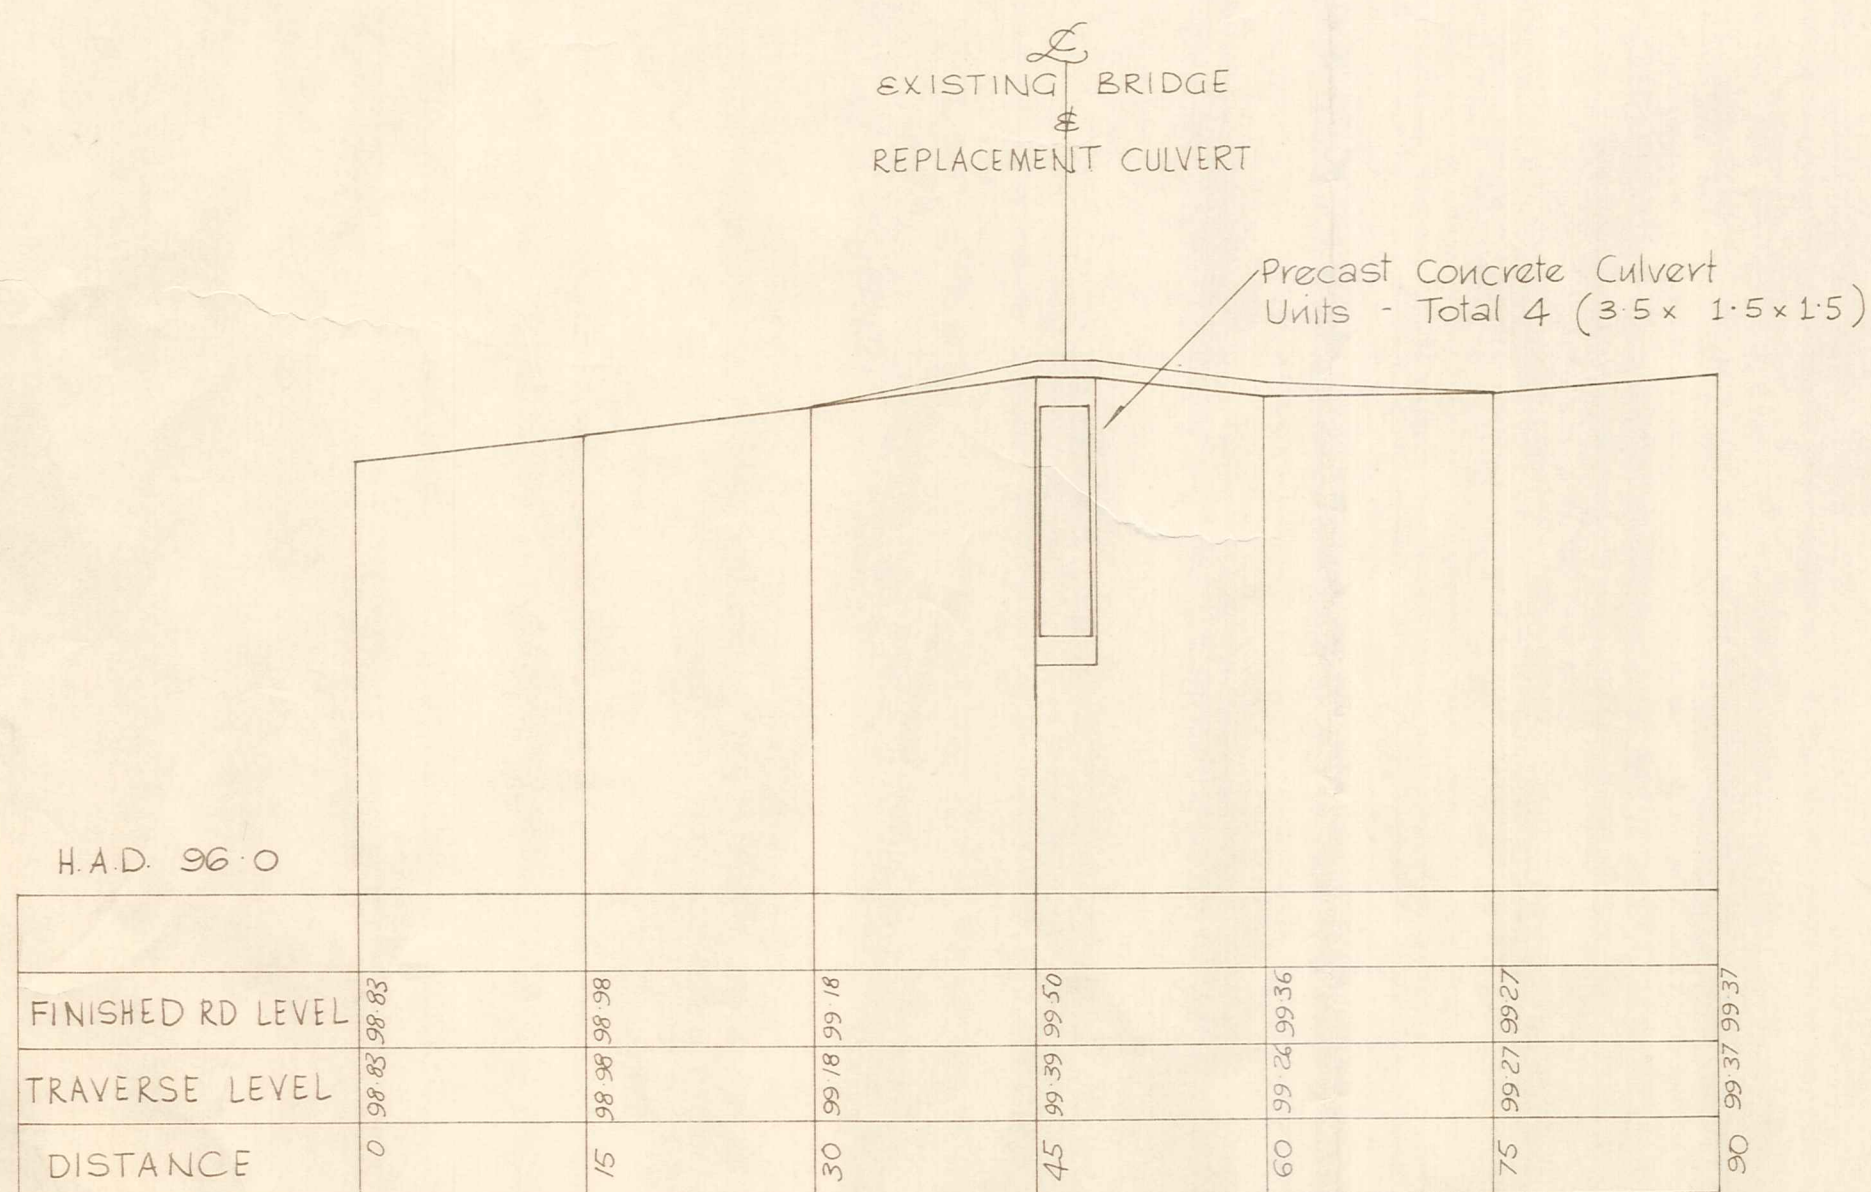 ℄
EXISTING BRIDGE
&
REPLACEMENT CULVERT
Precast Concrete Culvert
Units - Total 4 (3·5 x 1·5 x 1·5)
H.A.D. 96·0
FINISHED RD LEVEL 98·83 98·98 99·18 99·50 99·36 99·27 99·37
TRAVERSE LEVEL 98·83 98·98 99·18 99·39 99·26 99·27 99·37
DISTANCE 0 15 30 45 60 75 90